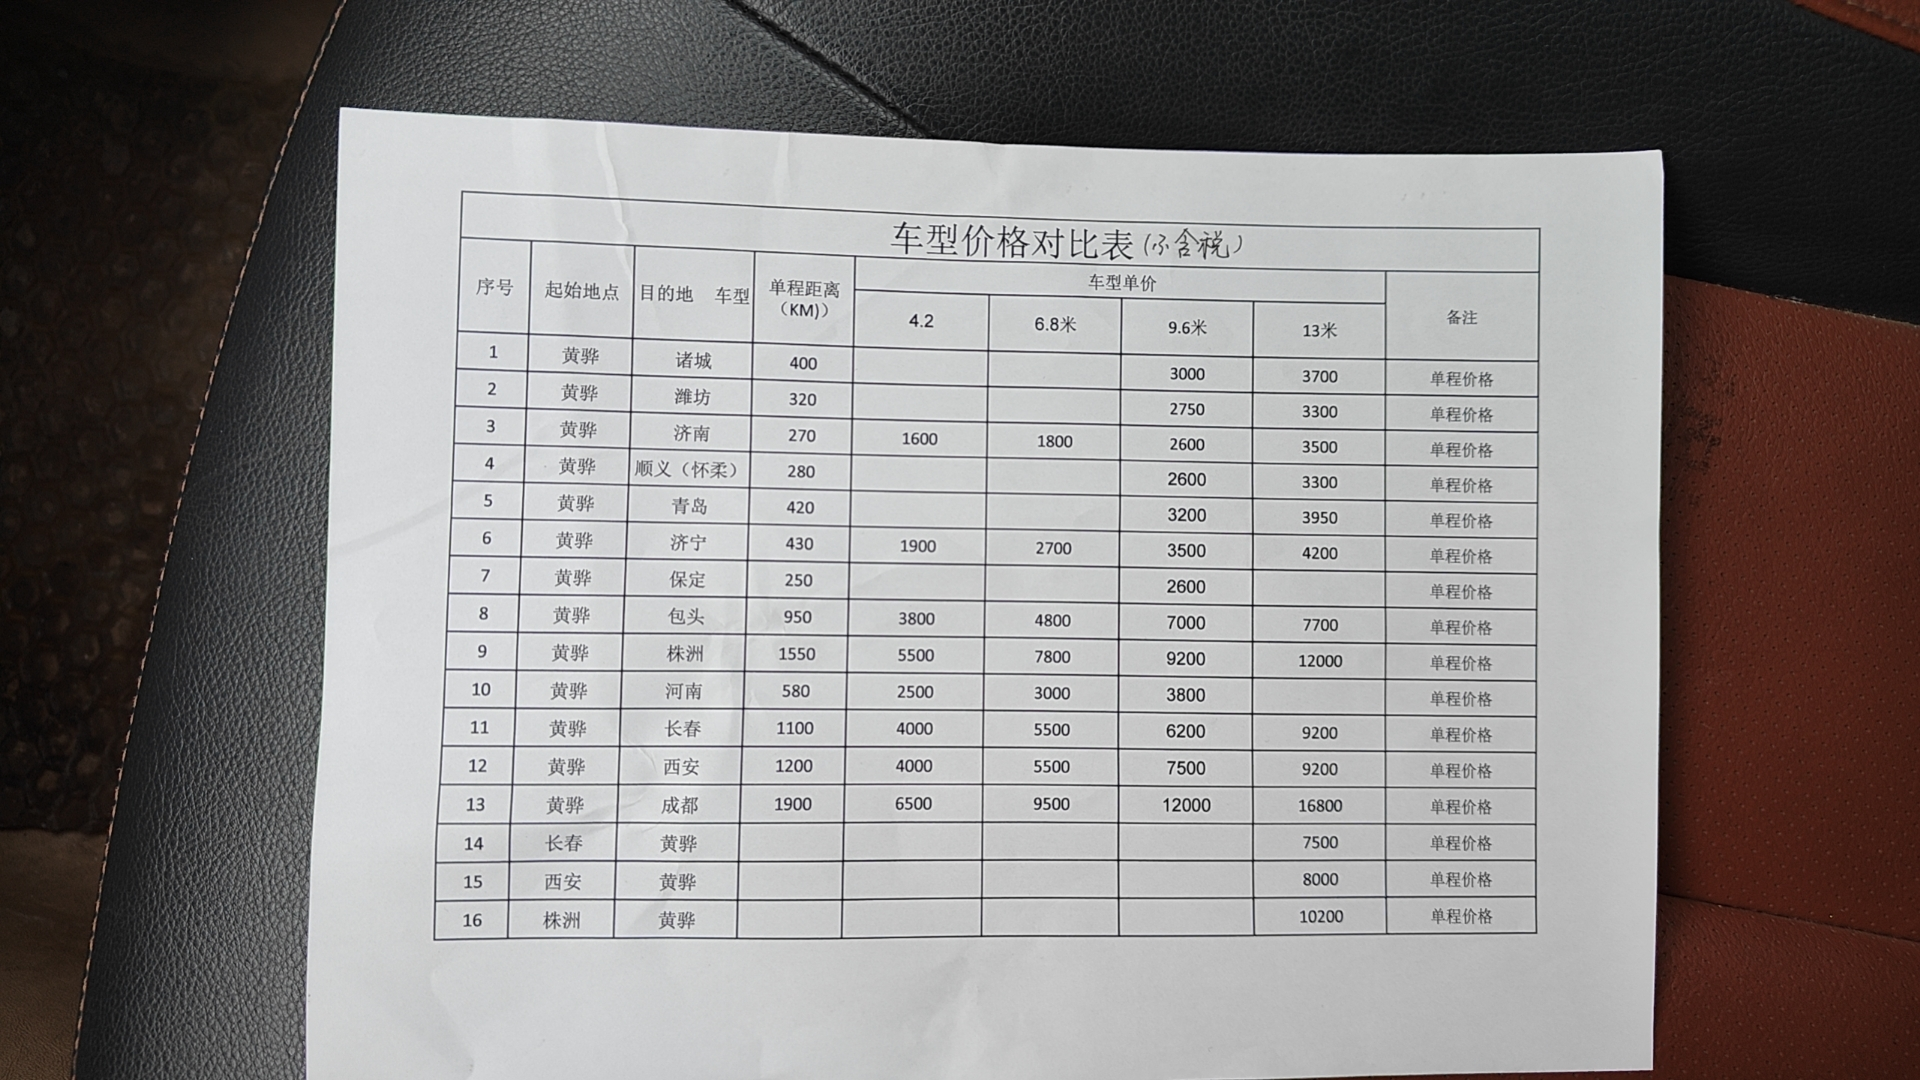 车型价格对比表(不含税)
序号 起始地点 目的地 车型 单程距离(KM)) 车型单价 备注
4.2 6.8米 9.6米 13米
1 黄骅 诸城 400 3000 3700 单程价格
2 黄骅 潍坊 320 2750 3300 单程价格
3 黄骅 济南 270 1600 1800 2600 3500 单程价格
4 黄骅 顺义（怀柔） 280 2600 3300 单程价格
5 黄骅 青岛 420 3200 3950 单程价格
6 黄骅 济宁 430 1900 2700 3500 4200 单程价格
7 黄骅 保定 250 2600 单程价格
8 黄骅 包头 950 3800 4800 7000 7700 单程价格
9 黄骅 株洲 1550 5500 7800 9200 12000 单程价格
10 黄骅 河南 580 2500 3000 3800 单程价格
11 黄骅 长春 1100 4000 5500 6200 9200 单程价格
12 黄骅 西安 1200 4000 5500 7500 9200 单程价格
13 黄骅 成都 1900 6500 9500 12000 16800 单程价格
14 长春 黄骅 7500 单程价格
15 西安 黄骅 8000 单程价格
16 株洲 黄骅 10200 单程价格